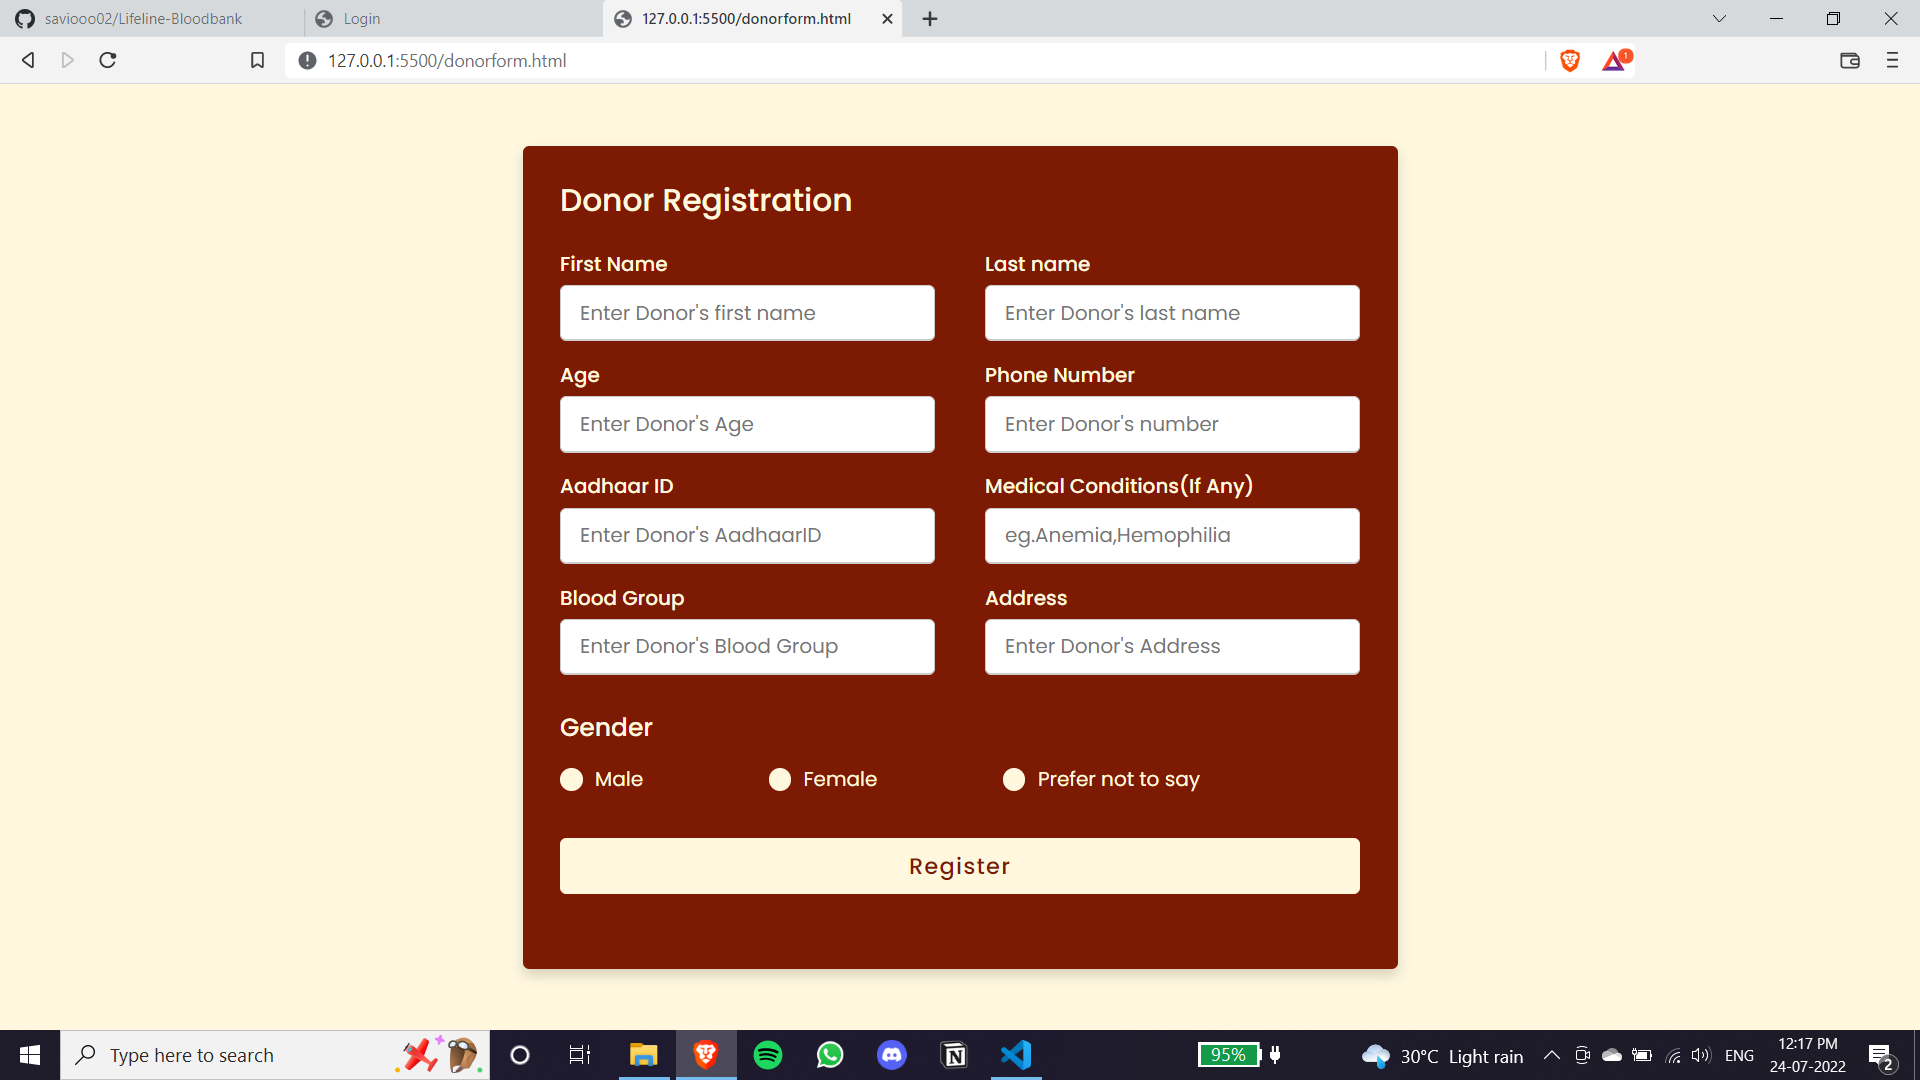 saviooo02/Lifeline-Bloodbank
Login
127.0.0.1:5500/donorform.html
127.0.0.1:5500/donorform.html
1
Donor Registration
First Name
Last name
Enter Donor's first name
Enter Donor's last name
Age
Phone Number
Enter Donor's Age
Enter Donor's number
Aadhaar ID
Medical Conditions(If Any)
Enter Donor's AadhaarID
eg.Anemia,Hemophilia
Blood Group
Address
Enter Donor's Blood Group
Enter Donor's Address
Gender
Male
Female
Prefer not to say
Register
Type here to search
95%
30°C Light rain
ENG
12:17 PM
24-07-2022
2